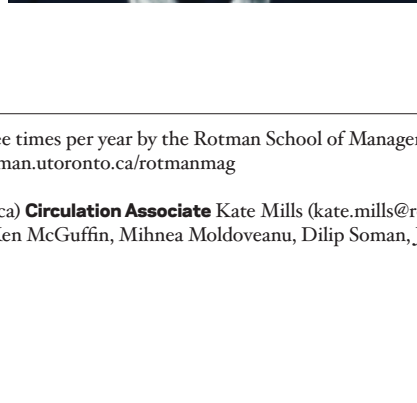 ee times per year by the Rotman School of Manage
man.utoronto.ca/rotmanmag
ca) Circulation Associate Kate Mills (kate.mills@r
Ken McGuffin, Mihnea Moldoveanu, Dilip Soman,